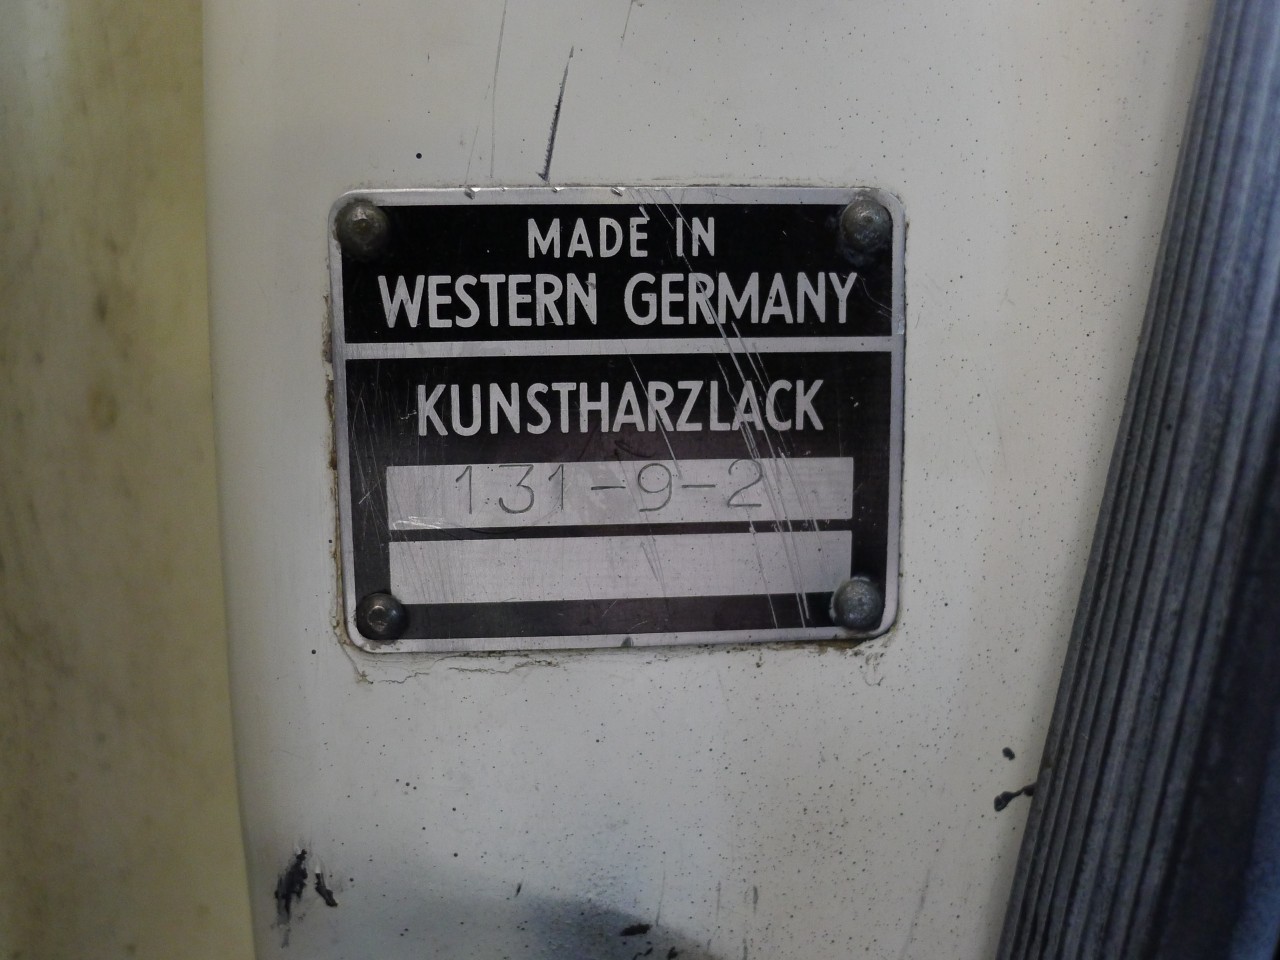 MADE IN
WESTERN GERMANY
KUNSTHARZLACK
131-9-2